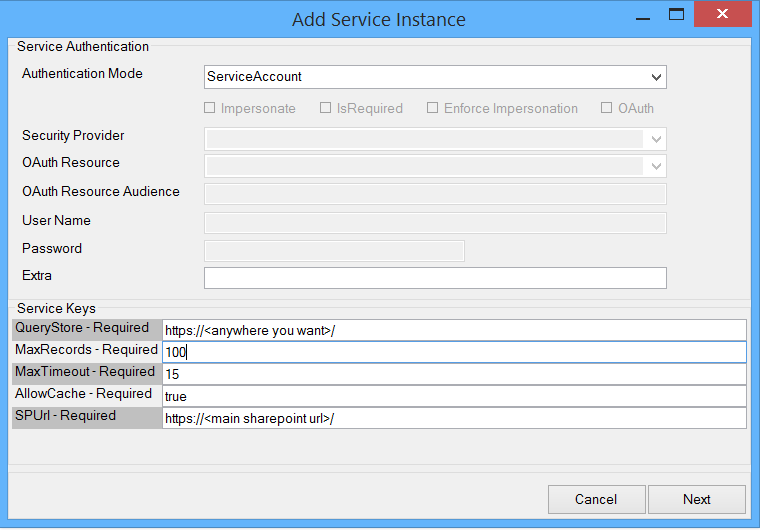 Add Service Instance
Service Authentication
Authentication Mode ServiceAccount
Impersonate IsRequired Enforce Impersonation OAuth
Security Provider
OAuth Resource
OAuth Resource Audience
User Name
Password
Extra
Service Keys
QueryStore - Required https://<anywhere you want>/
MaxRecords - Required 100
MaxTimeout - Required 15
AllowCache - Required true
SPUrl - Required https://<main sharepoint url>/
Cancel Next